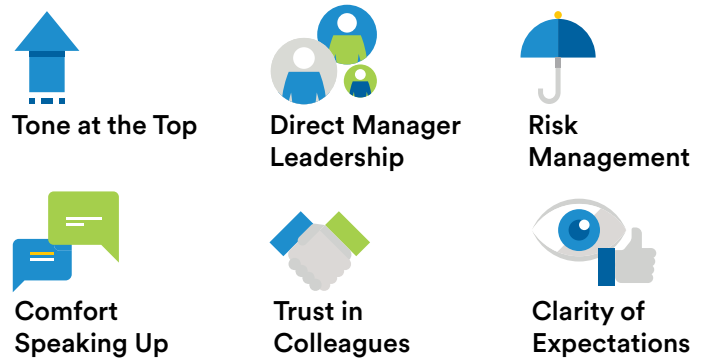 Tone at the Top
Direct Manager
Leadership
Risk
Management
Comfort
Speaking Up
Trust in
Colleagues
Clarity of
Expectations